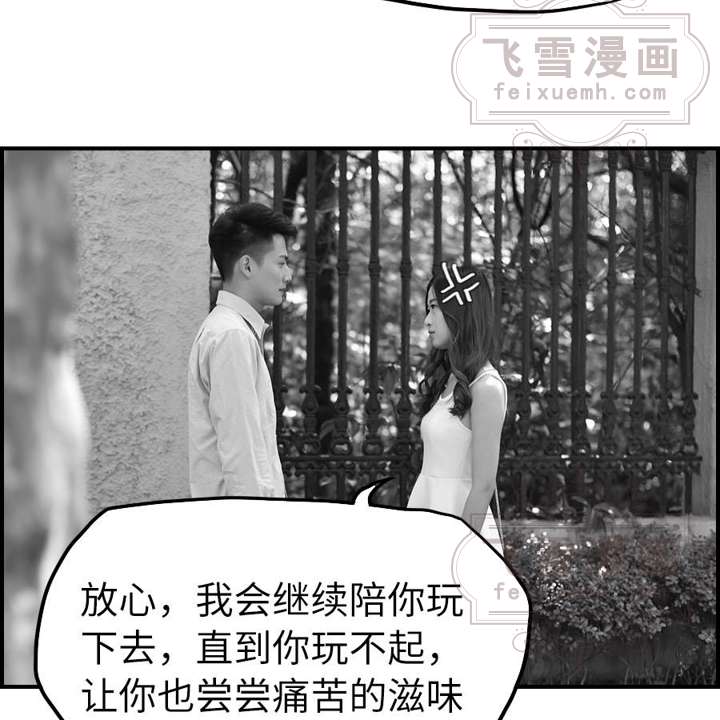 飞雪漫画
feixuemh.com
放心，我会继续陪你玩
下去，直到你玩不起，
让你也尝尝痛苦的滋味
fe